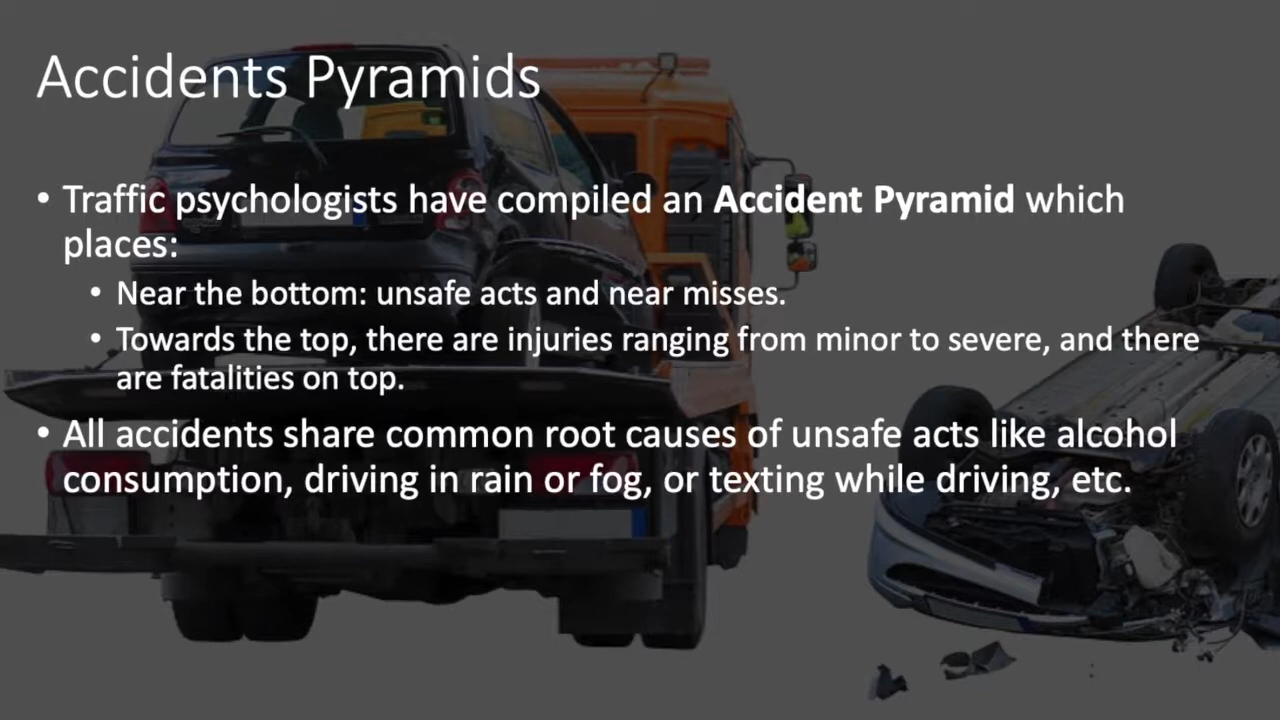 Accidents Pyramids
• Traffic psychologists have compiled an Accident Pyramid which
places:
• Near the bottom: unsafe acts and near misses.
• Towards the top, there are injuries ranging from minor to severe, and there
are fatalities on top.
• All accidents share common root causes of unsafe acts like alcohol
consumption, driving in rain or fog, or texting while driving, etc.